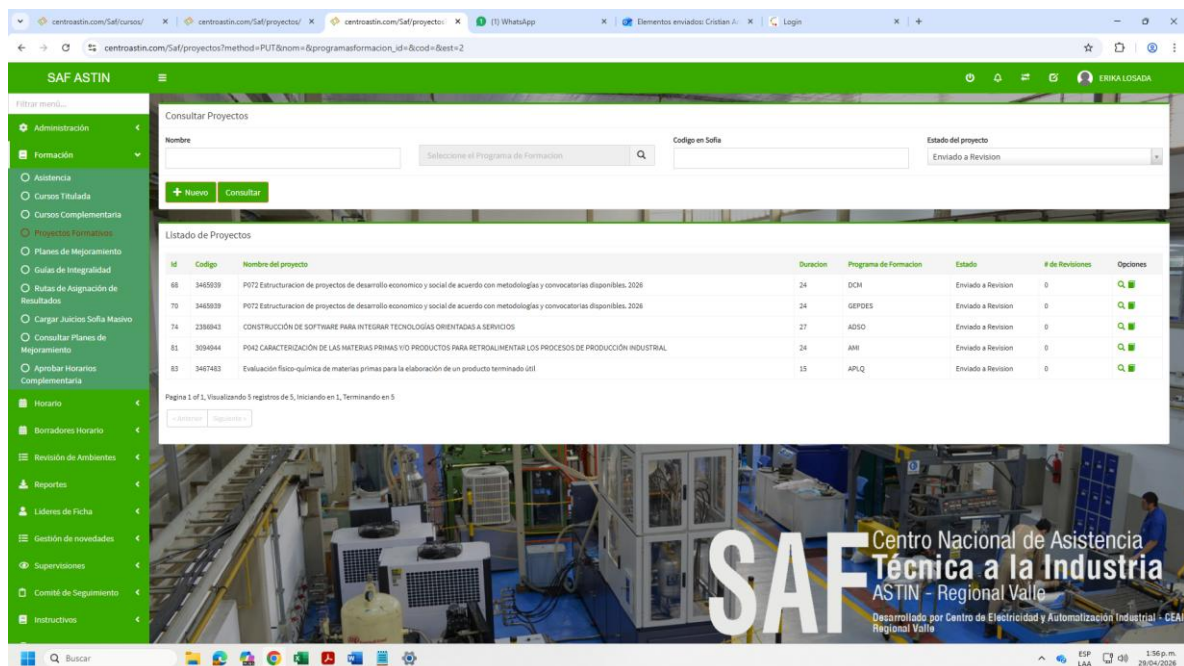 centroastin.com/Saf/cursos/
centroastin.com/Saf/proyectos/
centroastin.com/Saf/proyectos
(1) WhatsApp
Elementos enviados: Cristian A
Login
centroastin.com/Saf/proyectos?method=PUT&nom=&programasformacion_id=&cod=&est=2
SAF ASTIN
ERIKA LOSADA
Filtrar menú...
Administración
Formación
Asistencia
Cursos Titulada
Cursos Complementaria
Proyectos Formativos
Planes de Mejoramiento
Guías de Integralidad
Rutas de Asignación de
Resultados
Cargar Juicios Sofia Masivo
Consultar Planes de
Mejoramiento
Aprobar Horarios
Complementaria
Horario
Borradores Horario
Revisión de Ambientes
Reportes
Lideres de Ficha
Gestión de novedades
Supervisiones
Comité de Seguimiento
Instructivos
Consultar Proyectos
Nombre
Codigo en Sofia
Estado del proyecto
Seleccione el Programa de Formacion
Enviado a Revision
Nuevo
Consultar
Listado de Proyectos
Id Codigo Nombre del proyecto Duracion Programa de Formacion Estado # de Revisiones Opciones
68 3465939 P072 Estructuracion de proyectos de desarrollo economico y social de acuerdo con metodologías y convocatorias disponibles. 2026 24 DCM Enviado a Revision 0
70 3465939 P072 Estructuracion de proyectos de desarrollo economico y social de acuerdo con metodologías y convocatorias disponibles. 2026 24 GEPDES Enviado a Revision 0
74 2386943 CONSTRUCCIÓN DE SOFTWARE PARA INTEGRAR TECNOLOGÍAS ORIENTADAS A SERVICIOS 27 ADSO Enviado a Revision 0
81 3094944 P042 CARACTERIZACIÓN DE LAS MATERIAS PRIMAS Y/O PRODUCTOS PARA RETROALIMENTAR LOS PROCESOS DE PRODUCCIÓN INDUSTRIAL 24 AMI Enviado a Revision 0
83 3467483 Evaluación físico-química de materias primas para la elaboración de un producto terminado útil 15 APLQ Enviado a Revision 0
Pagina 1 of 1, Visualizando 5 registros de 5, Iniciando en 1, Terminando en 5
« Anterior Siguiente »
SAF
Centro Nacional de Asistencia
Técnica a la Industria
ASTIN - Regional Valle
Desarrollado por Centro de Electricidad y Automatización Industrial - CEAI
Regional Valle
Buscar
ESP
LAA
1:56 p.m.
29/04/2026